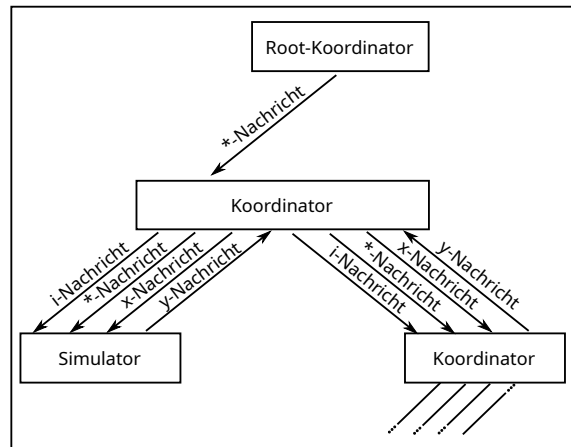 Root-Koordinator
*-Nachricht
Koordinator
i-Nachricht
*-Nachricht
x-Nachricht
y-Nachricht
i-Nachricht
*-Nachricht
x-Nachricht
y-Nachricht
Simulator
Koordinator